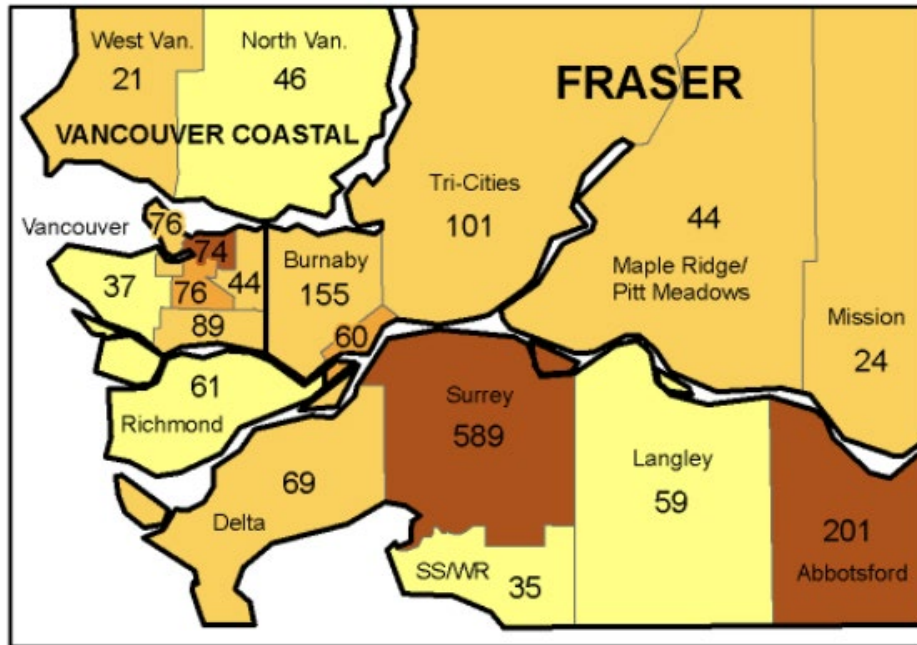 West Van.
21
North Van.
46
VANCOUVER COASTAL
FRASER
Tri-Cities
101
44
Maple Ridge/
Pitt Meadows
Mission
24
Vancouver
76
74
37
76
44
89
Burnaby
155
60
61
Richmond
Surrey
589
Langley
59
69
Delta
SS/WR
35
201
Abbotsford